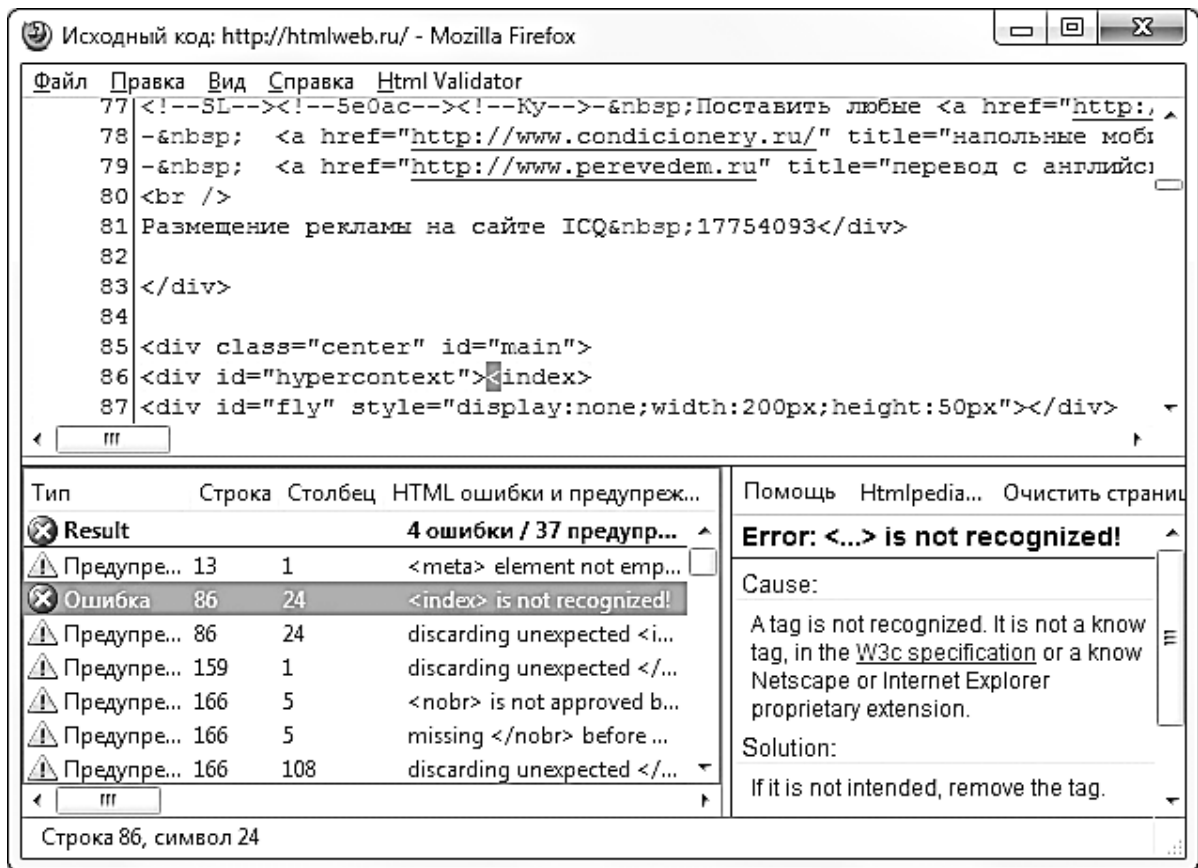 Исходный код: http://htmlweb.ru/ - Mozilla Firefox
Файл Правка Вид Справка Html Validator
77 <!--SL--><!--5e0ac--><!--Ky-->-&nbsp;Поставить любые <a href="http:/
78 -&nbsp;  <a href="http://www.condicionery.ru/" title="напольные моби
79 -&nbsp;  <a href="http://www.perevedem.ru" title="перевод с английс
80 <br />
81 Размещение рекламы на сайте ICQ&nbsp;17754093</div>
82
83 </div>
84
85 <div class="center" id="main">
86 <div id="hypercontext"><index>
87 <div id="fly" style="display:none;width:200px;height:50px"></div>
Тип Строка Столбец HTML ошибки и предупреж...
Result 4 ошибки / 37 предупр...
Предупре... 13 1 <meta> element not emp...
Ошибка 86 24 <index> is not recognized!
Предупре... 86 24 discarding unexpected <i...
Предупре... 159 1 discarding unexpected </...
Предупре... 166 5 <nobr> is not approved b...
Предупре... 166 5 missing </nobr> before ...
Предупре... 166 108 discarding unexpected </...
Помощь Htmlpedia... Очистить страниц
Error: <...> is not recognized!
Cause:
A tag is not recognized. It is not a know
tag, in the W3c specification or a know
Netscape or Internet Explorer
proprietary extension.
Solution:
If it is not intended, remove the tag.
Строка 86, символ 24